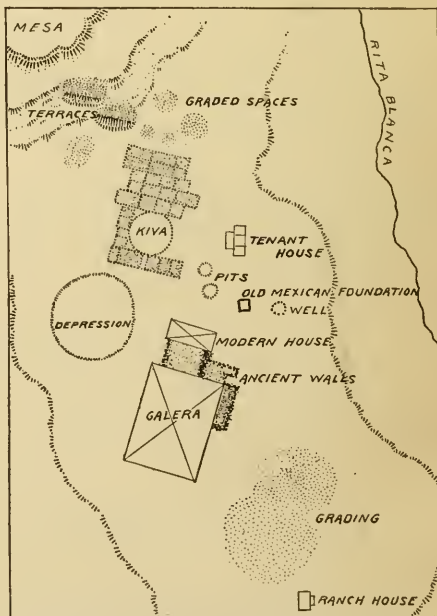 MESA
RITA BLANCA
GRADED SPACES
TERRACES
KIVA
TENANT
HOUSE
PITS
OLD MEXICAN FOUNDATION
WELL
DEPRESSION
MODERN HOUSE
ANCIENT WALLS
GALERA
GRADING
RANCH HOUSE